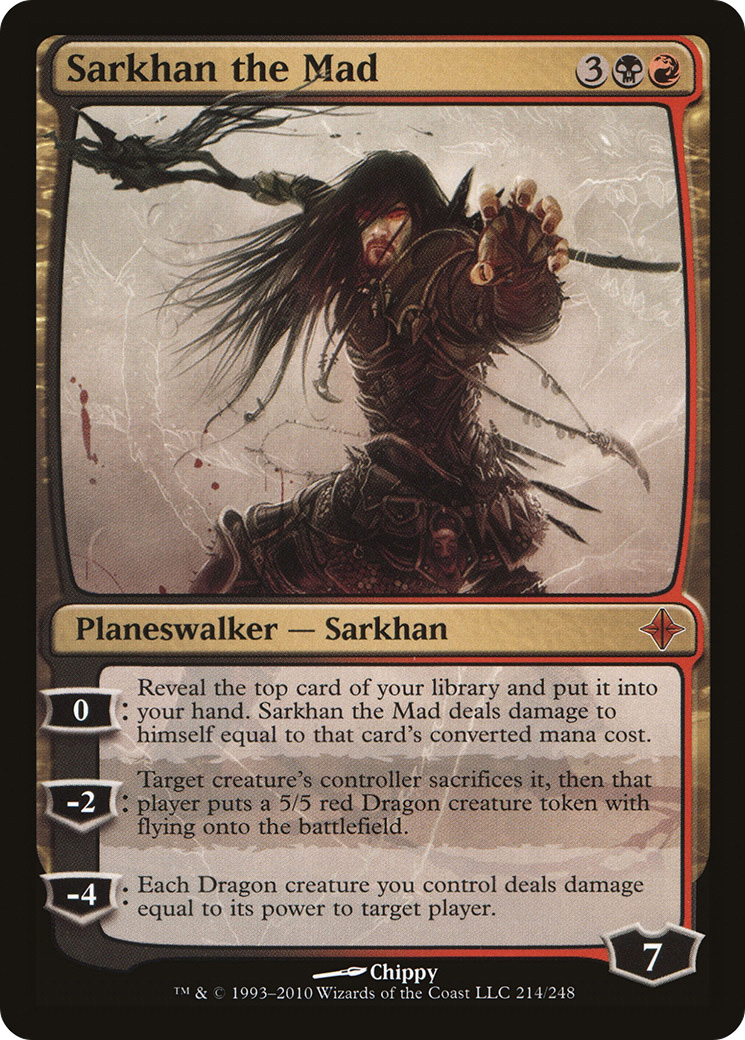 Sarkhan the Mad 3
Planeswalker — Sarkhan
0: Reveal the top card of your library and put it into
your hand. Sarkhan the Mad deals damage to
himself equal to that card's converted mana cost.
-2: Target creature's controller sacrifices it, then that
player puts a 5/5 red Dragon creature token with
flying onto the battlefield.
-4: Each Dragon creature you control deals damage
equal to its power to target player.
7
Chippy
™ & © 1993–2010 Wizards of the Coast LLC 214/248